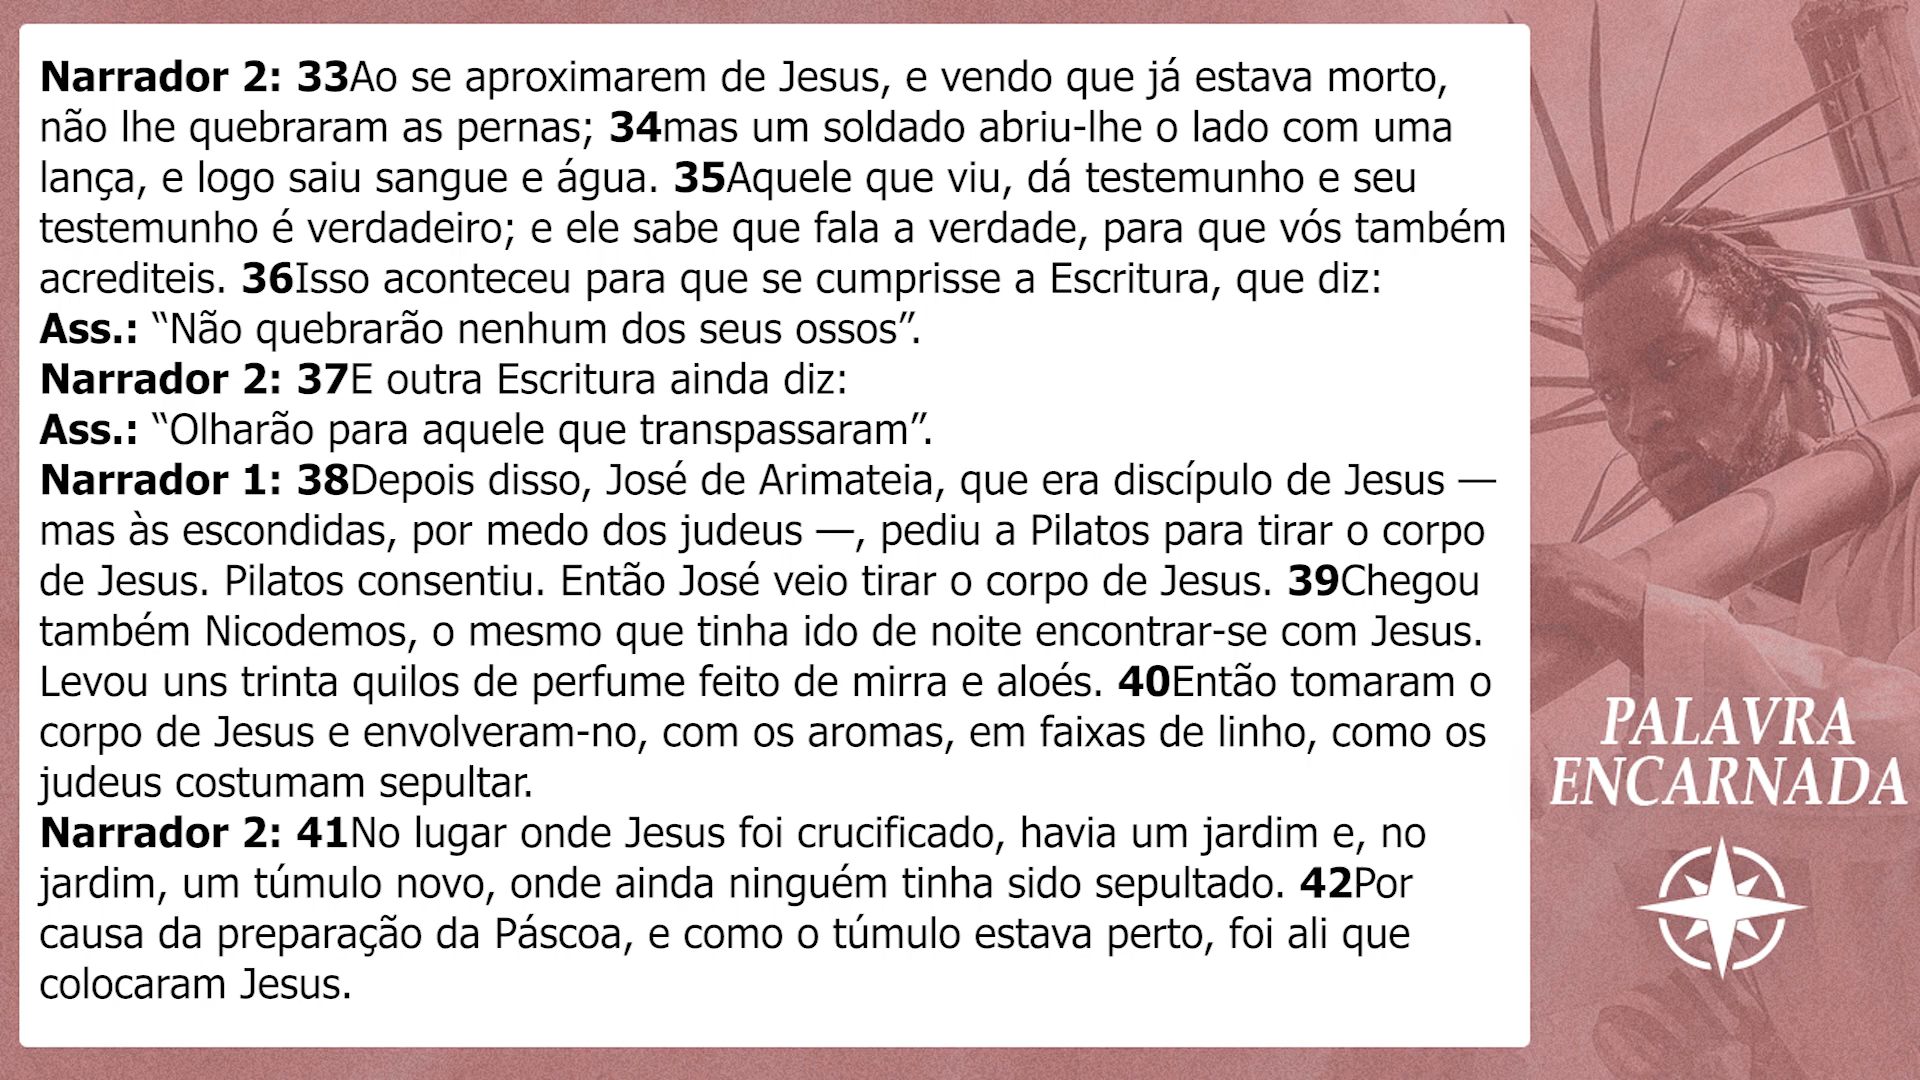 Narrador 2: 33Ao se aproximarem de Jesus, e vendo que já estava morto,
não lhe quebraram as pernas; 34mas um soldado abriu-lhe o lado com uma
lança, e logo saiu sangue e água. 35Aquele que viu, dá testemunho e seu
testemunho é verdadeiro; e ele sabe que fala a verdade, para que vós também
acrediteis. 36Isso aconteceu para que se cumprisse a Escritura, que diz:
Ass.: “Não quebrarão nenhum dos seus ossos”.
Narrador 2: 37E outra Escritura ainda diz:
Ass.: “Olharão para aquele que transpassaram”.
Narrador 1: 38Depois disso, José de Arimateia, que era discípulo de Jesus —
mas às escondidas, por medo dos judeus —, pediu a Pilatos para tirar o corpo
de Jesus. Pilatos consentiu. Então José veio tirar o corpo de Jesus. 39Chegou
também Nicodemos, o mesmo que tinha ido de noite encontrar-se com Jesus.
Levou uns trinta quilos de perfume feito de mirra e aloés. 40Então tomaram o
corpo de Jesus e envolveram-no, com os aromas, em faixas de linho, como os
judeus costumam sepultar.
Narrador 2: 41No lugar onde Jesus foi crucificado, havia um jardim e, no
jardim, um túmulo novo, onde ainda ninguém tinha sido sepultado. 42Por
causa da preparação da Páscoa, e como o túmulo estava perto, foi ali que
colocaram Jesus.
PALAVRA
ENCARNADA